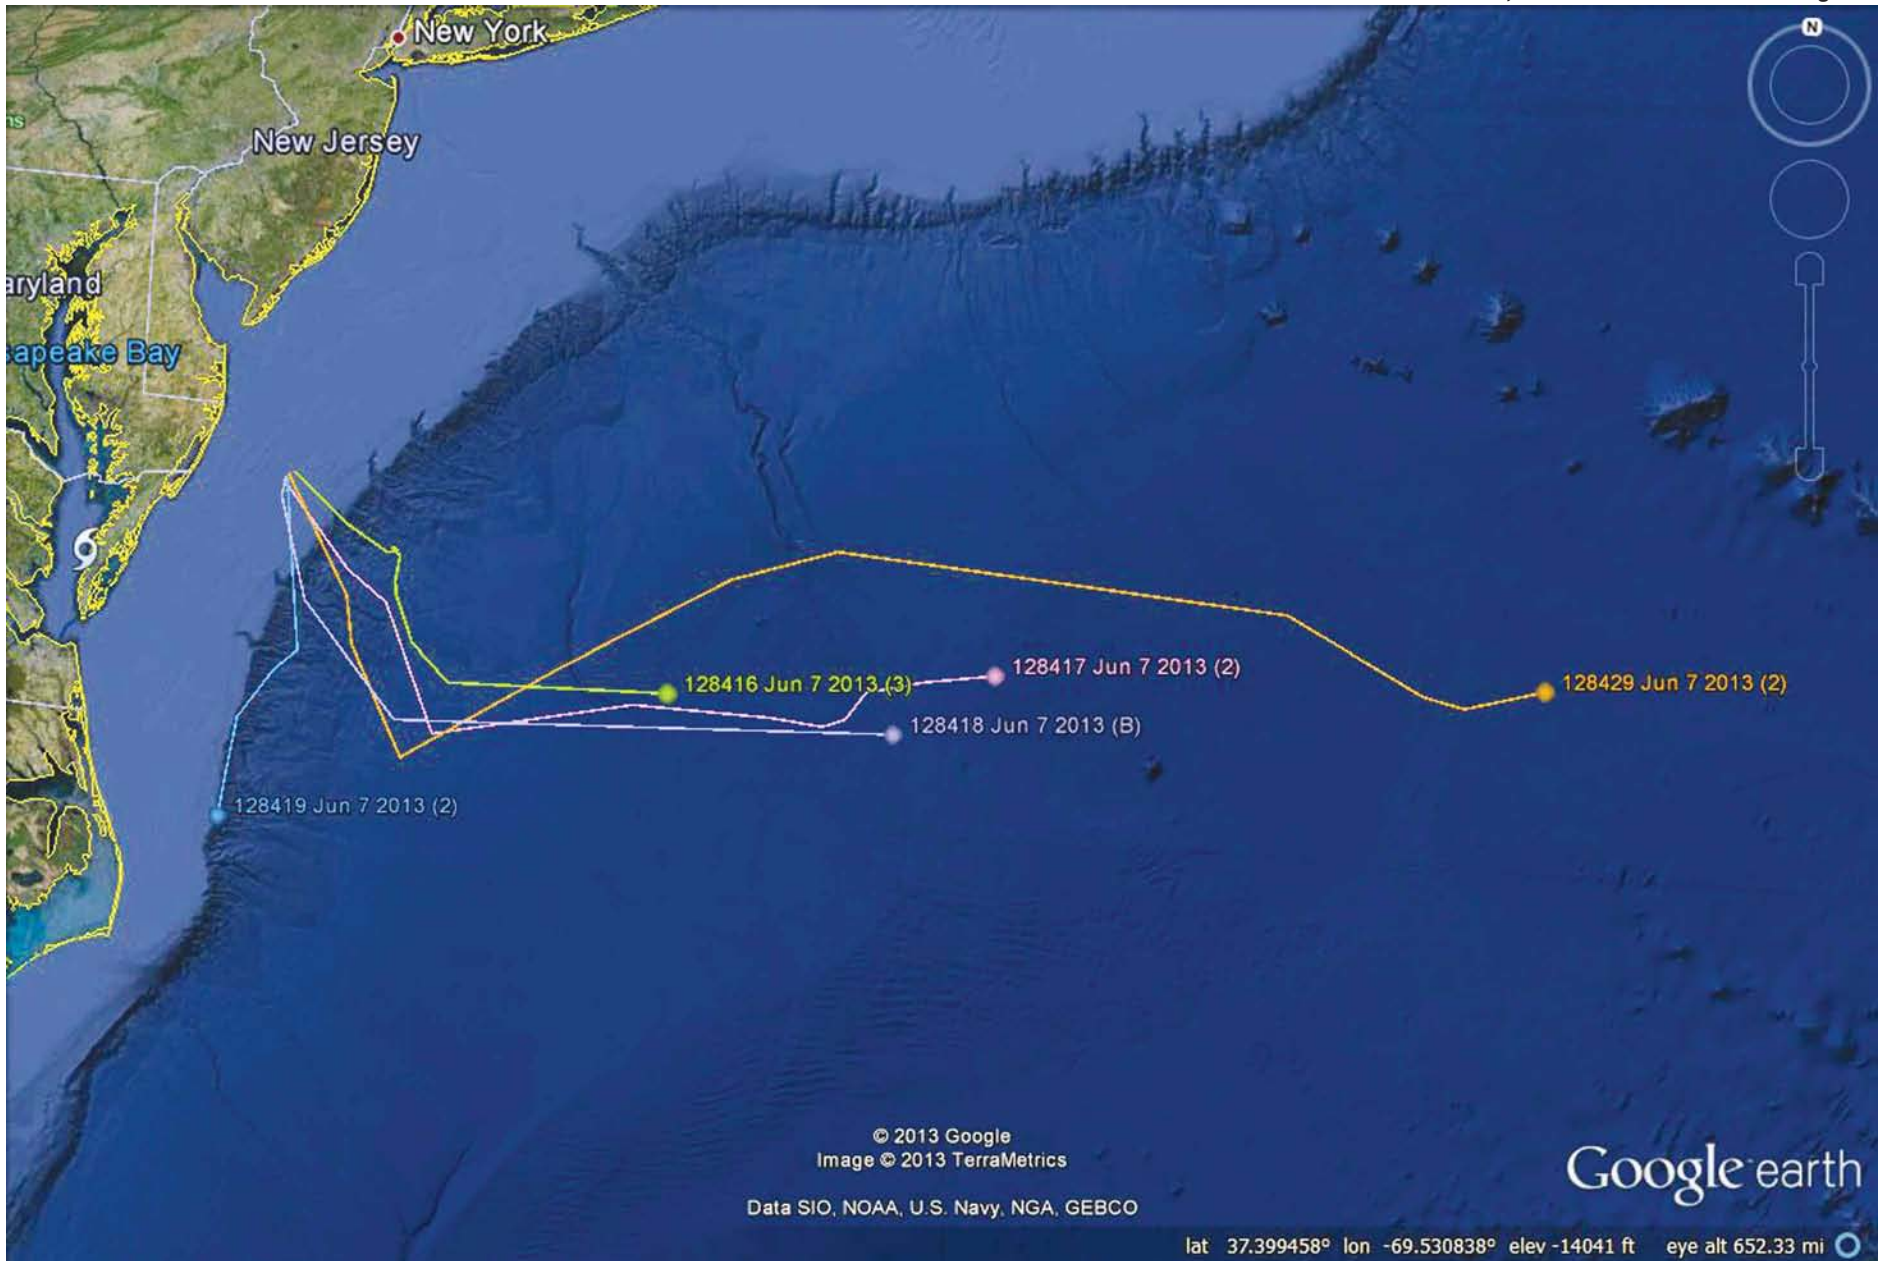 New York
New Jersey
aryland
sapeake Bay
128417 Jun 7 2013 (2)
128416 Jun 7 2013 (3)
128429 Jun 7 2013 (2)
128418 Jun 7 2013 (B)
128419 Jun 7 2013 (2)
N
© 2013 Google
Image © 2013 TerraMetrics
Data SIO, NOAA, U.S. Navy, NGA, GEBCO
Google earth
lat 37.399458° lon -69.530838° elev -14041 ft eye alt 652.33 mi